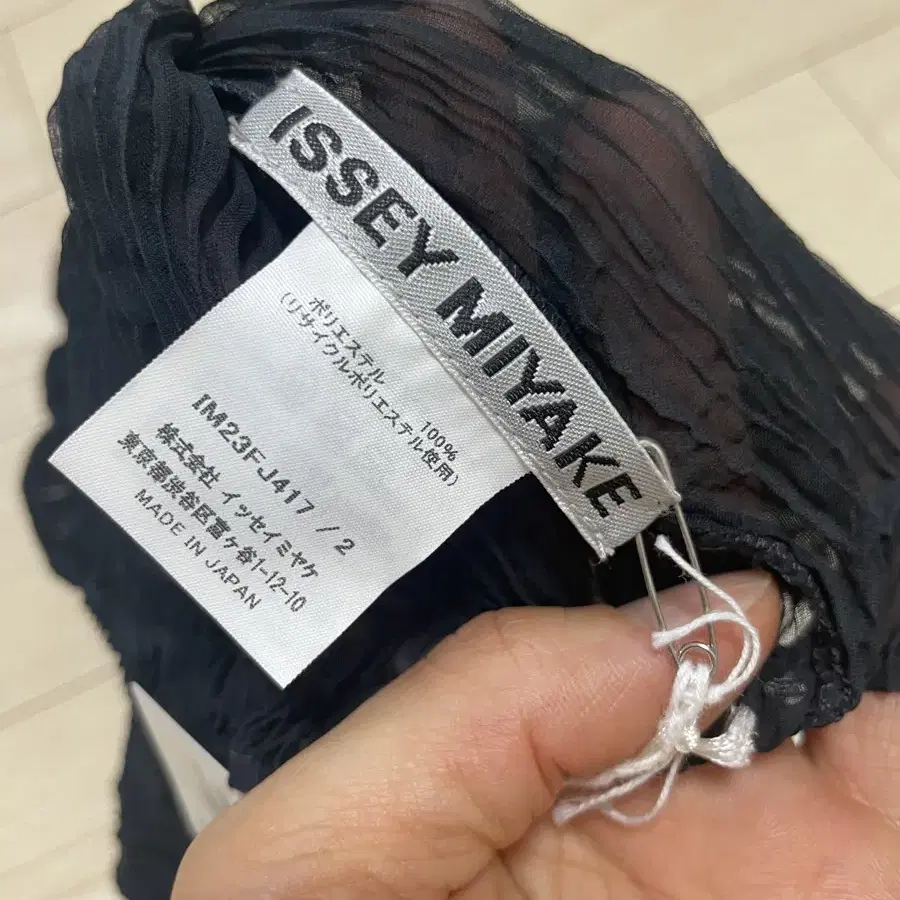 ISSEY MIYAKE
ポリエステル 100%
(リサイクルポリエステル使用)
IM23FJ417 / 2
株式会社 イッセイミヤケ
東京都渋谷区富ヶ谷1-12-10
MADE IN JAPAN